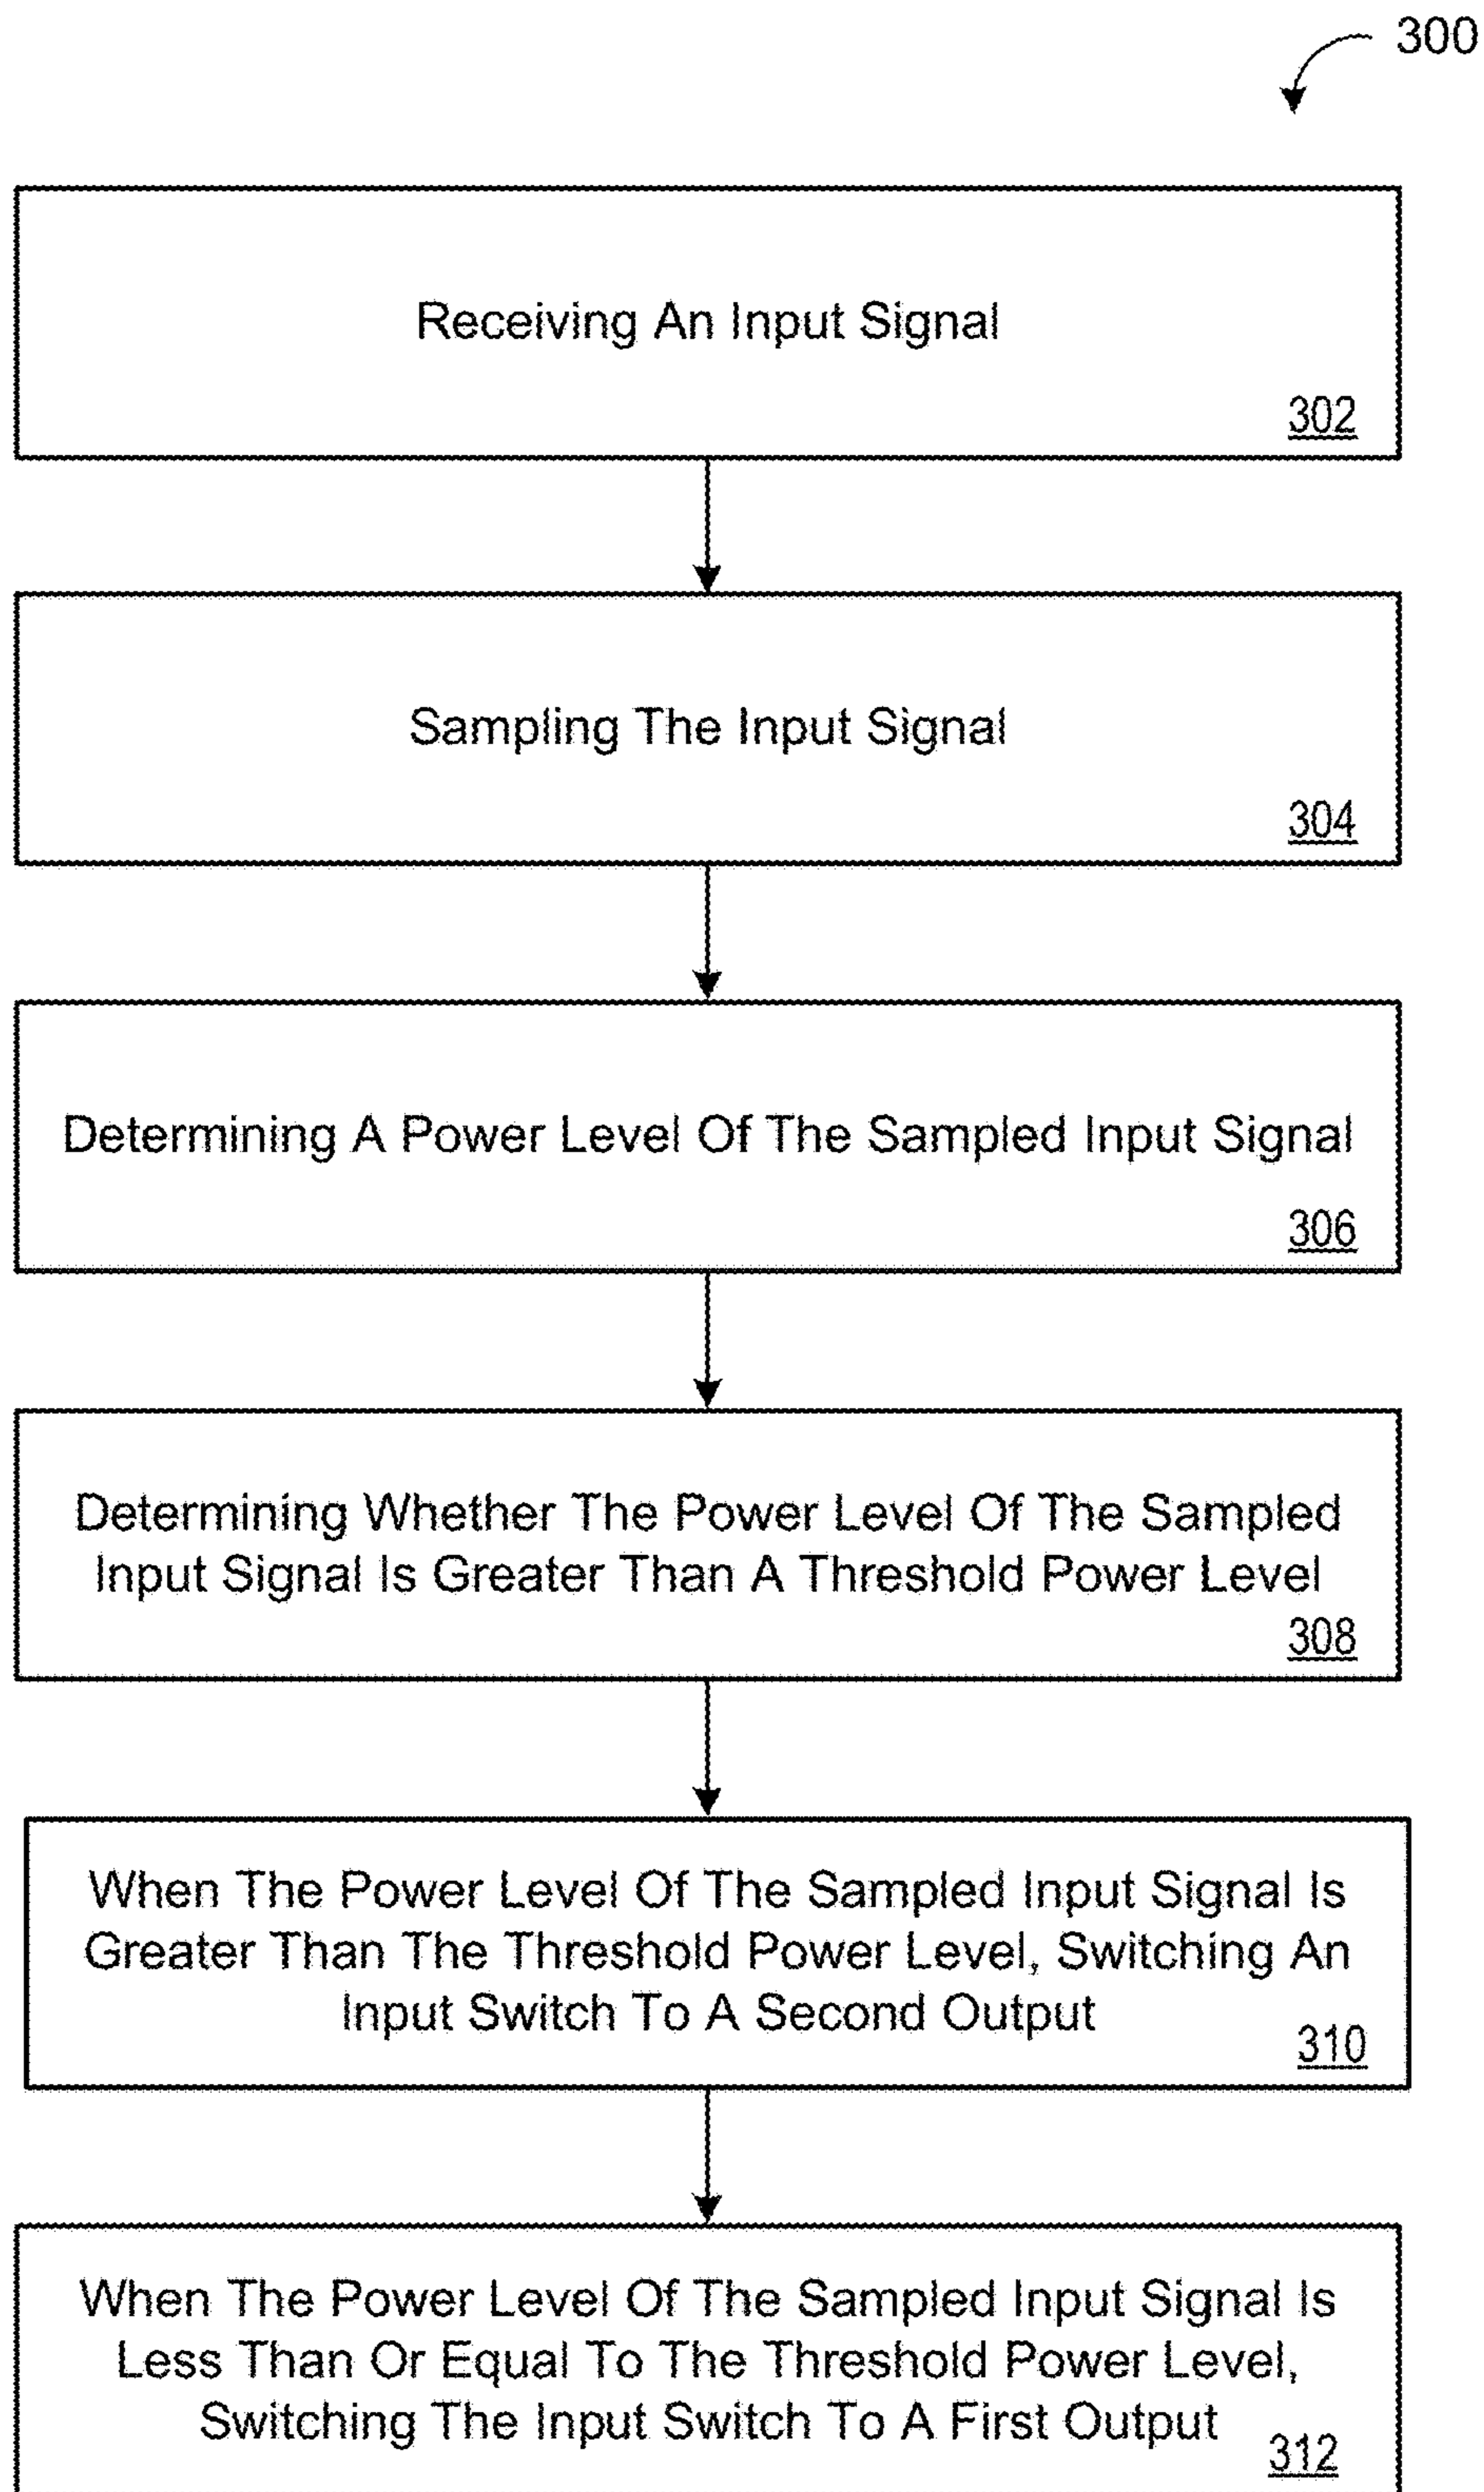 300
Receiving An Input Signal
302
Sampling The Input Signal
304
Determining A Power Level Of The Sampled Input Signal
306
Determining Whether The Power Level Of The Sampled
Input Signal Is Greater Than A Threshold Power Level
308
When The Power Level Of The Sampled Input Signal Is
Greater Than The Threshold Power Level, Switching An
Input Switch To A Second Output
310
When The Power Level Of The Sampled Input Signal Is
Less Than Or Equal To The Threshold Power Level,
Switching The Input Switch To A First Output
312